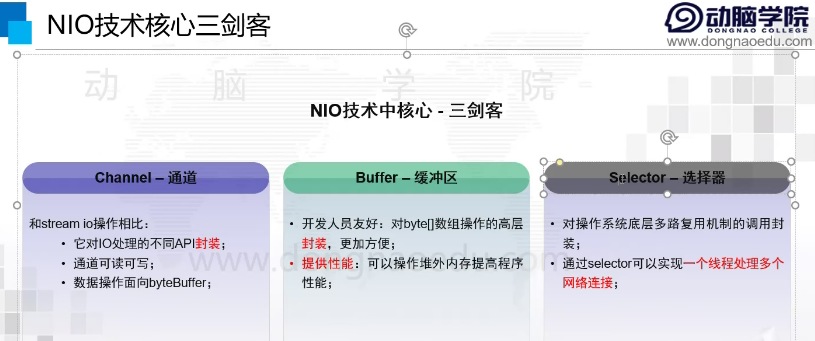 NIO技术核心三剑客
动脑学院
DONGNAO COLLEGE
www.dongnaoedu.com
动脑学院
NIO技术中核心 - 三剑客
Channel – 通道
和stream io操作相比：
• 它对IO处理的不同API封装；
• 通道可读可写；
• 数据操作面向byteBuffer；
Buffer – 缓冲区
• 开发人员友好：对byte[]数组操作的高层
封装，更加方便；
• 提供性能：可以操作堆外内存提高程序
性能；
Selector – 选择器
• 对操作系统底层多路复用机制的调用封
装；
• 通过selector可以实现一个线程处理多个
网络连接；
www.dongnaoedu.com